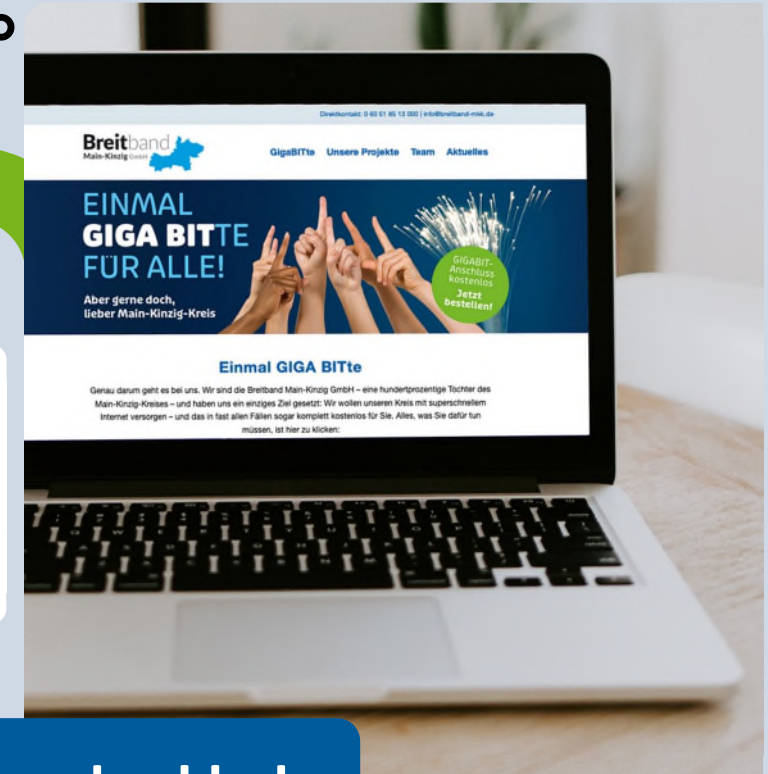 Direktkontakt: 0 60 51 85 13 000 | info@breitband-mkk.de
Breitband
Main-Kinzig GmbH
GigaBITte Unsere Projekte Team Aktuelles
EINMAL
GIGA BITTE
FÜR ALLE!
Aber gerne doch,
lieber Main-Kinzig-Kreis
GIGABIT-
Anschluss
kostenlos
Jetzt
bestellen!
Einmal GIGA BITte
Genau darum geht es bei uns. Wir sind die Breitband Main-Kinzig GmbH – eine hundertprozentige Tochter des
Main-Kinzig-Kreises – und haben uns ein einziges Ziel gesetzt: Wir wollen unseren Kreis mit superschnellem
Internet versorgen – und das in fast allen Fällen sogar komplett kostenlos für Sie. Alles, was Sie dafür tun
müssen, ist hier zu klicken: